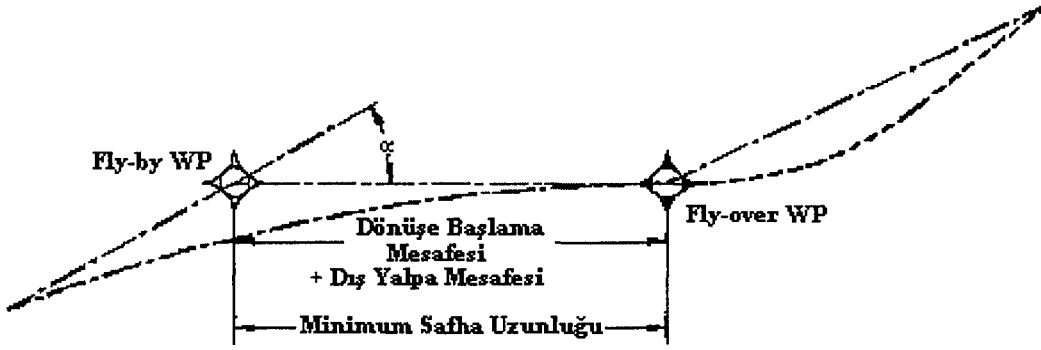 Fly-by WP
α
Fly-over WP
Dönüşe Başlama
Mesafesi
+ Dış Yalpa Mesafesi
Minimum Safha Uzunluğu